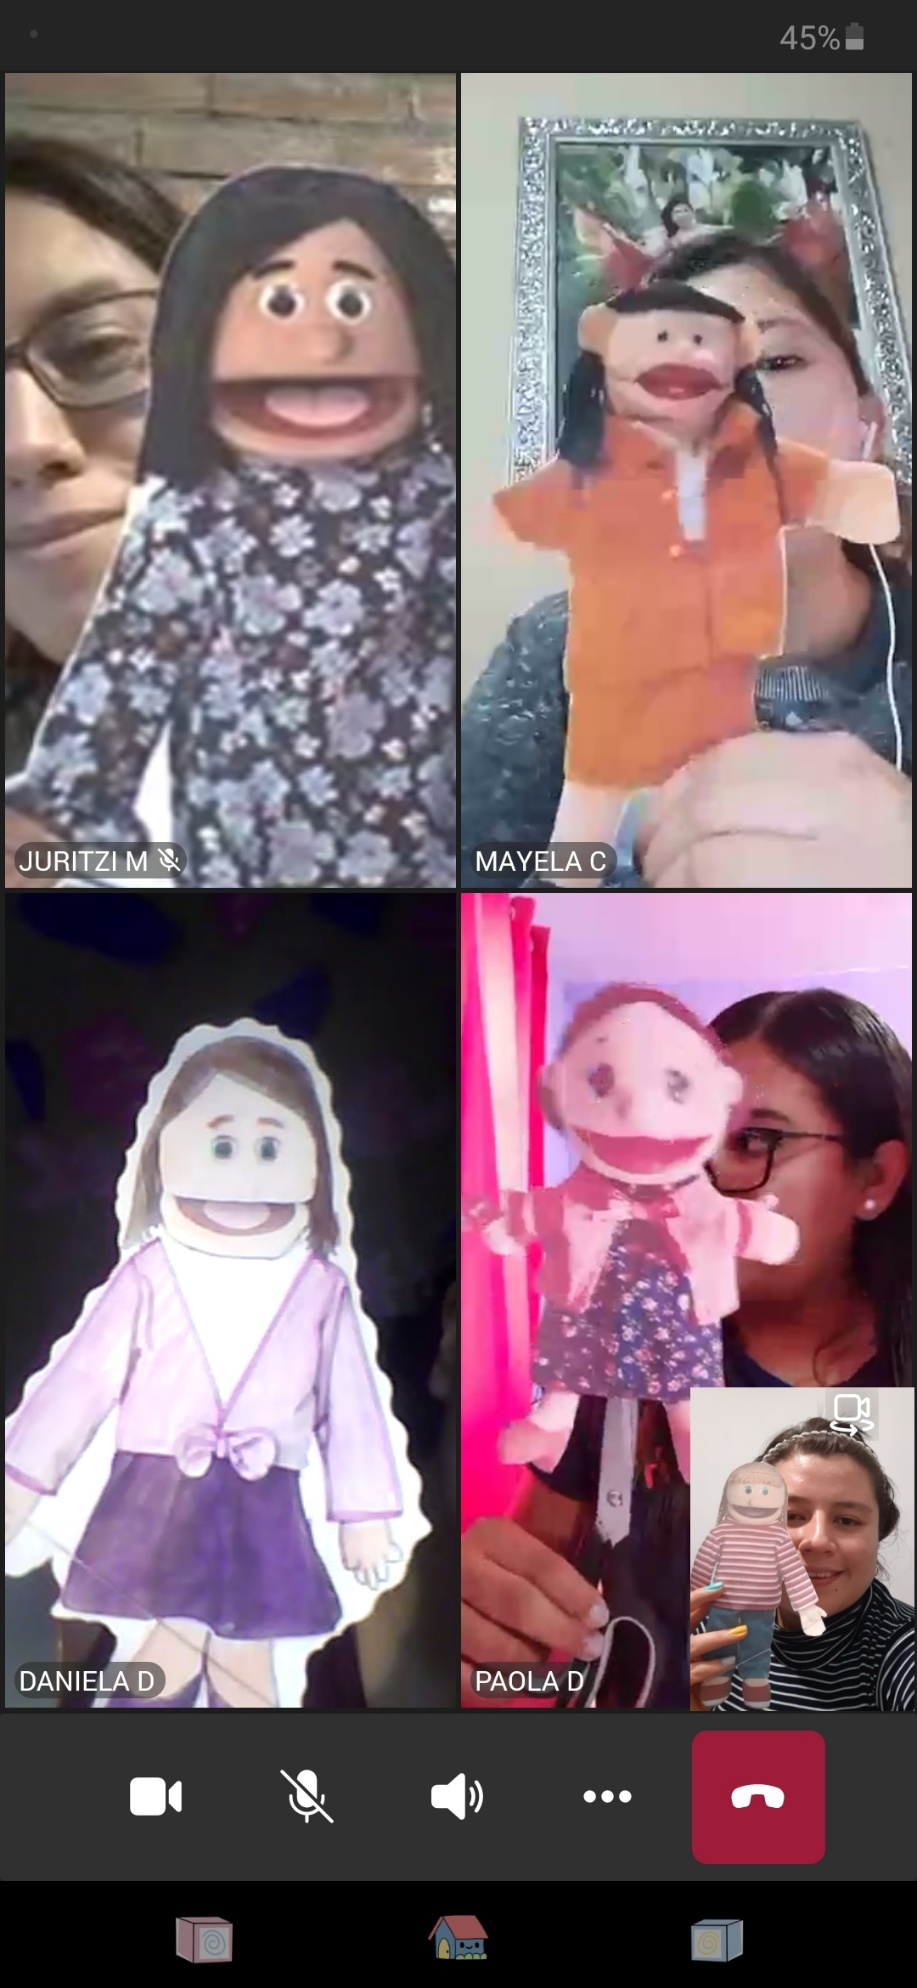 45%
JURITZI M
MAYELA C
DANIELA D
PAOLA D